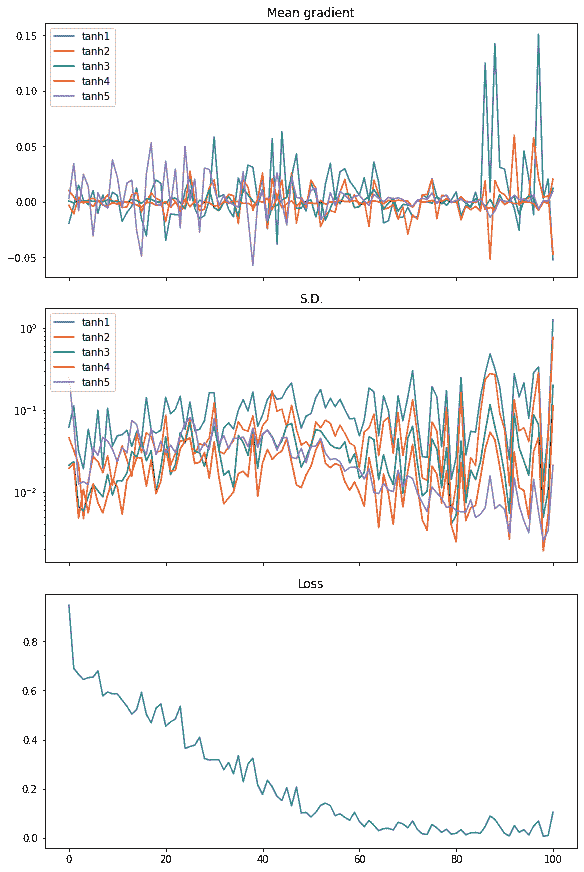 Mean gradient
0.15
0.10
0.05
0.00
−0.05
tanh1
tanh2
tanh3
tanh4
tanh5
S.D.
10⁰
10⁻¹
10⁻²
tanh1
tanh2
tanh3
tanh4
tanh5
Loss
0.8
0.6
0.4
0.2
0.0
0 20 40 60 80 100